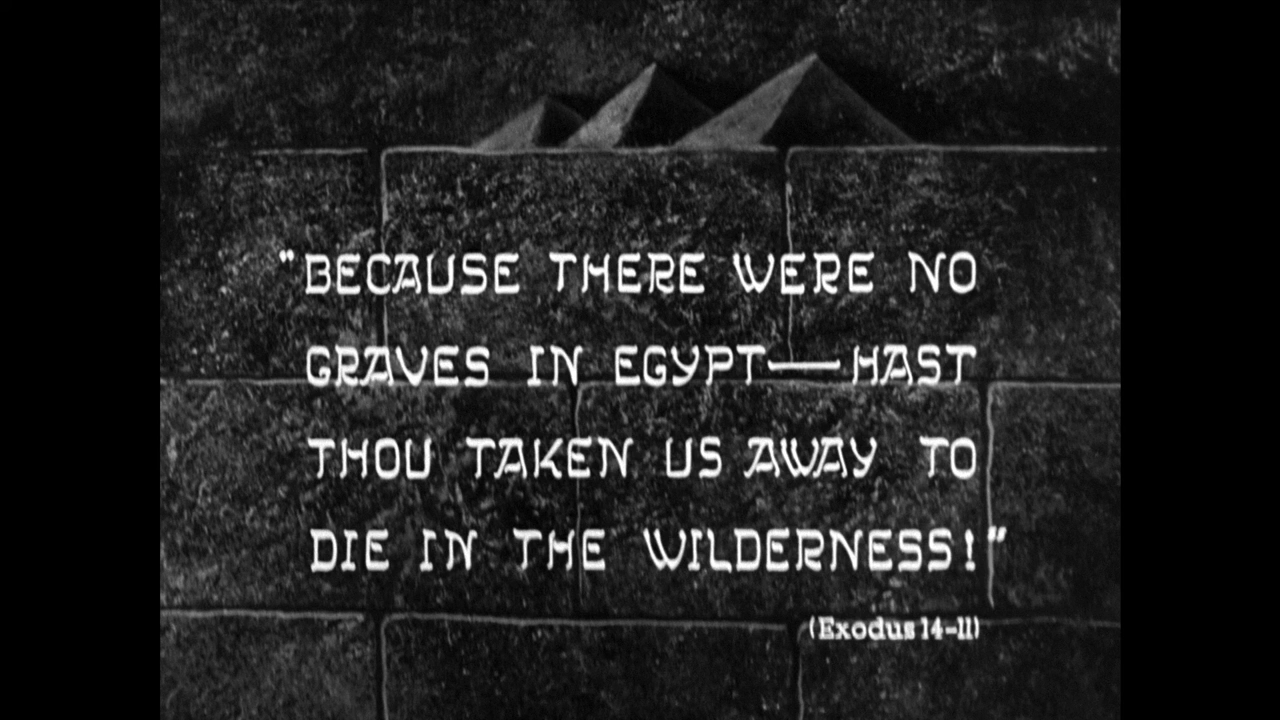 "BECAUSE THERE WERE NO
GRAVES IN EGYPT—HAST
THOU TAKEN US AWAY TO
DIE IN THE WILDERNESS!"
(Exodus 14-11)